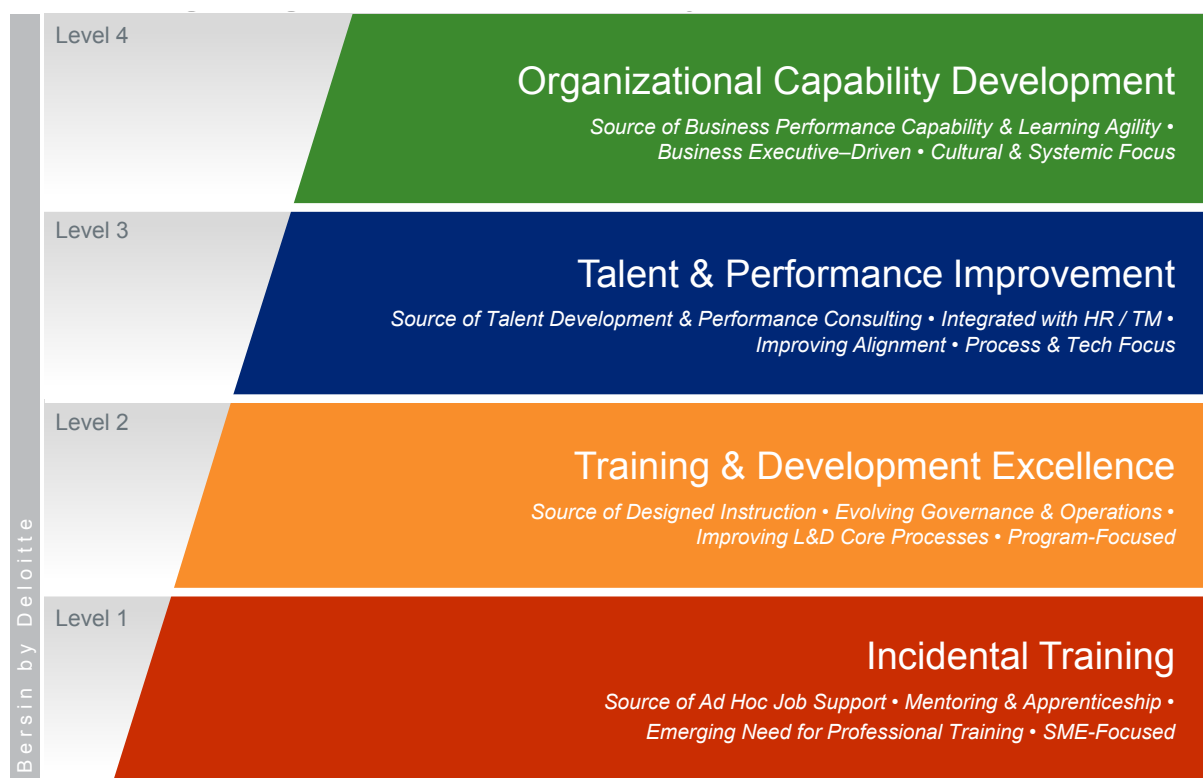 Level 4
Organizational Capability Development
Source of Business Performance Capability & Learning Agility •
Business Executive–Driven • Cultural & Systemic Focus
Level 3
Talent & Performance Improvement
Source of Talent Development & Performance Consulting • Integrated with HR / TM •
Improving Alignment • Process & Tech Focus
Level 2
Training & Development Excellence
Source of Designed Instruction • Evolving Governance & Operations •
Improving L&D Core Processes • Program-Focused
Level 1
Incidental Training
Source of Ad Hoc Job Support • Mentoring & Apprenticeship •
Emerging Need for Professional Training • SME-Focused
Bersin by Deloitte